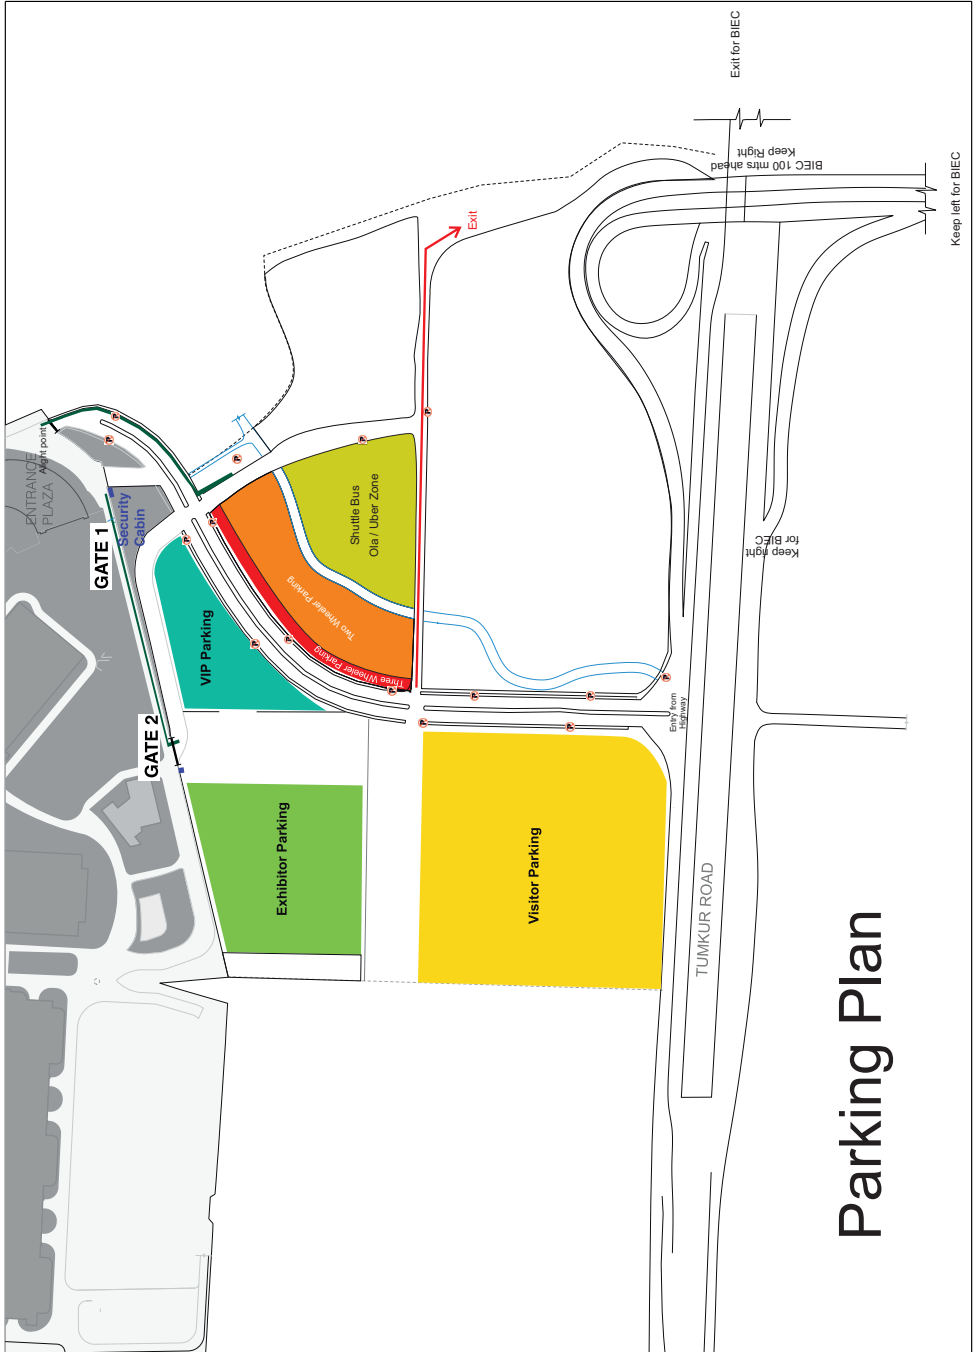 Parking Plan
ENTRANCE
PLAZA
Alight point
GATE 1
Security
Cabin
GATE 2
VIP Parking
Exhibitor Parking
Visitor Parking
Three Wheeler Parking
Two Wheeler Parking
Shuttle Bus
Ola / Uber Zone
Exit
Entry from
Highway
TUMKUR ROAD
Keep right
for BIEC
BIEC 100 mtrs ahead
Keep Right
Exit for BIEC
Keep left for BIEC